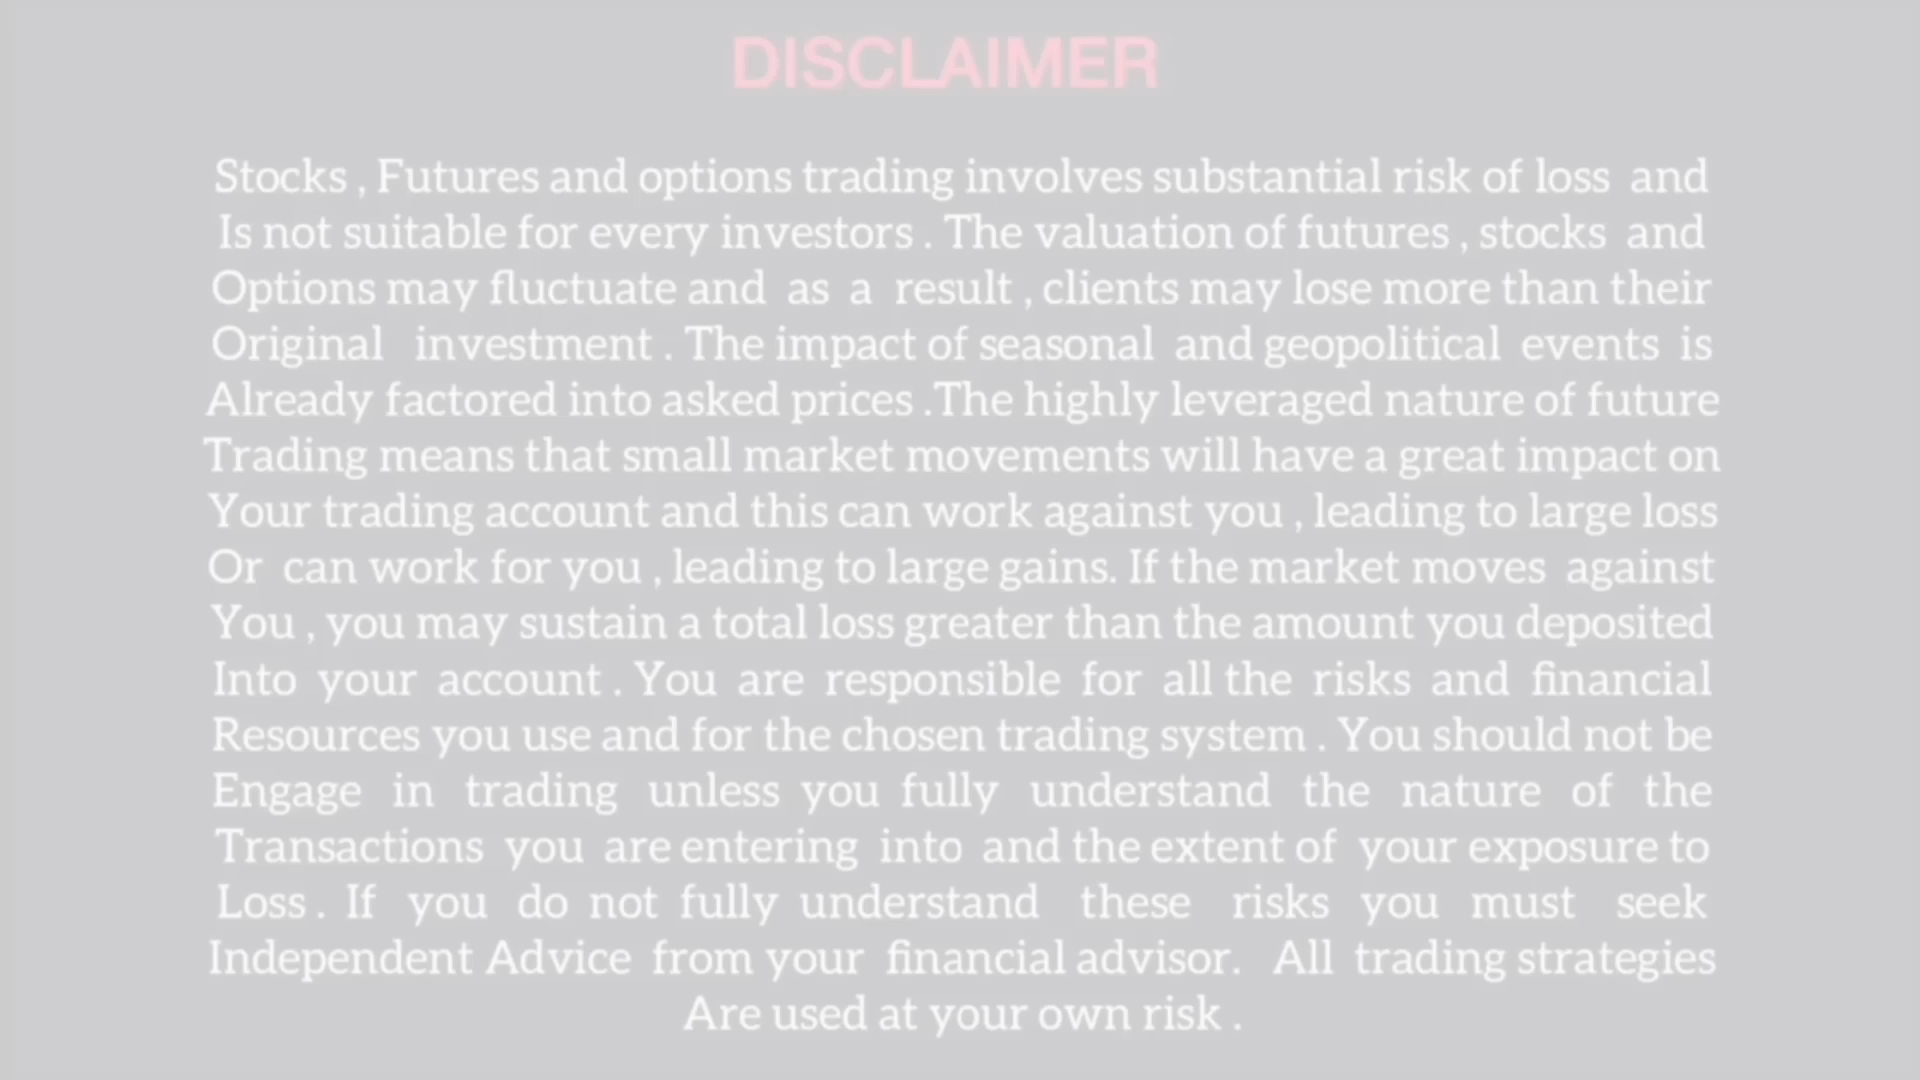 DISCLAIMER
Stocks , Futures and options trading involves substantial risk of loss and
Is not suitable for every investors . The valuation of futures , stocks and
Options may fluctuate and as a result , clients may lose more than their
Original investment . The impact of seasonal and geopolitical events is
Already factored into asked prices .The highly leveraged nature of future
Trading means that small market movements will have a great impact on
Your trading account and this can work against you , leading to large loss
Or can work for you , leading to large gains. If the market moves against
You , you may sustain a total loss greater than the amount you deposited
Into your account . You are responsible for all the risks and financial
Resources you use and for the chosen trading system . You should not be
Engage in trading unless you fully understand the nature of the
Transactions you are entering into and the extent of your exposure to
Loss . If you do not fully understand these risks you must seek
Independent Advice from your financial advisor. All trading strategies
Are used at your own risk .